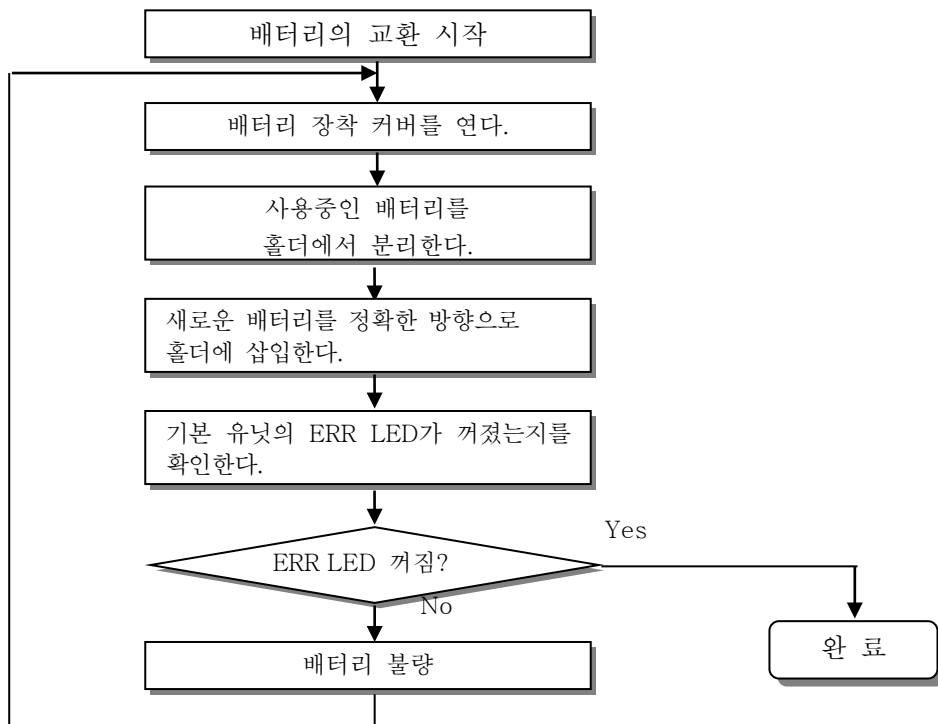 배터리의 교환 시작
배터리 장착 커버를 연다.
사용중인 배터리를
홀더에서 분리한다.
새로운 배터리를 정확한 방향으로
홀더에 삽입한다.
기본 유닛의 ERR LED가 꺼졌는지를
확인한다.
ERR LED 꺼짐?
Yes
No
배터리 불량
완 료